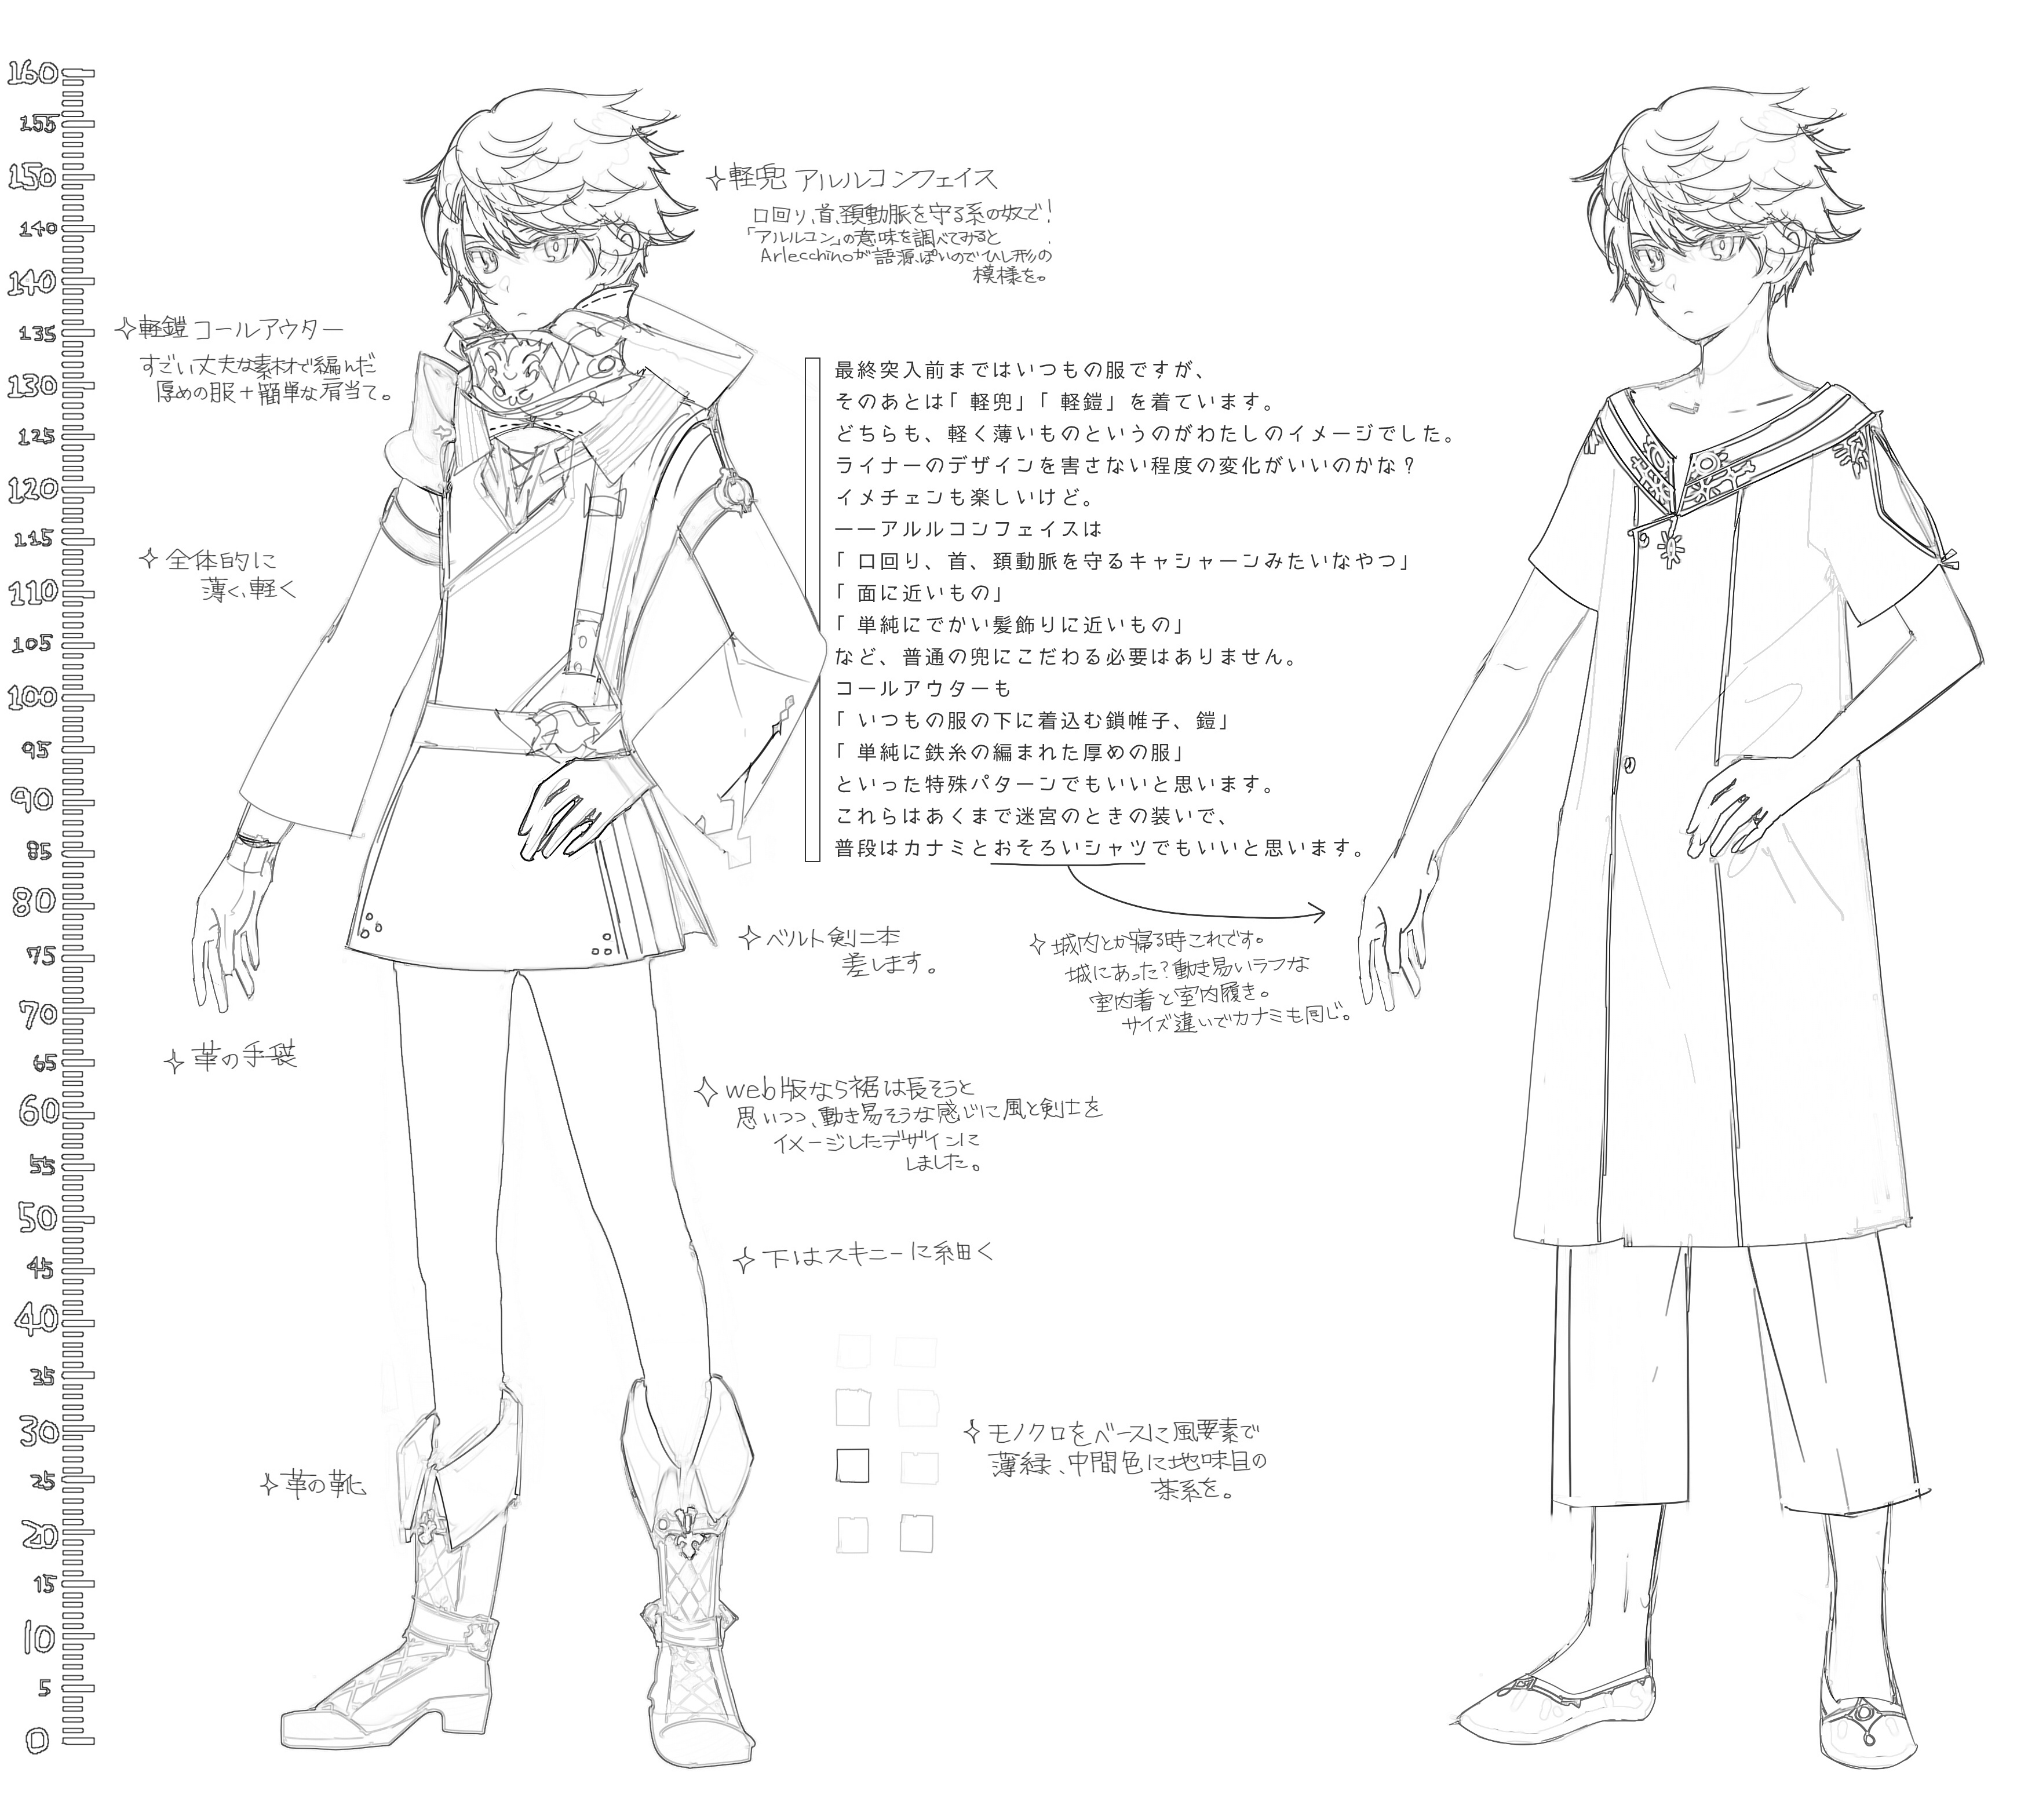 160
155
150
140
140
135
130
125
120
115
110
105
100
95
90
85
80
75
70
65
60
55
50
45
40
35
30
25
20
15
10
5
0
✧軽兜 アルルコンフェイス
口回り、首、頚動脈を守る系の奴で!
「アルルコン」の意味を調べてみると
Arlecchinoが語源ぽいのでひし形の
模様を。
✧軽鎧 コールアウター
すごい丈夫な素材で編んだ
厚めの服+簡単な肩当て。
✧全体的に
薄く、軽く
最終突入前まではいつもの服ですが、
そのあとは「軽兜」「軽鎧」を着ています。
どちらも、軽く薄いものというのがわたしのイメージでした。
ライナーのデザインを害さない程度の変化がいいのかな?
イメチェンも楽しいけど。
――アルルコンフェイスは
「口回り、首、頚動脈を守るキャシャーンみたいなやつ」
「面に近いもの」
「単純にでかい髪飾りに近いもの」
など、普通の兜にこだわる必要はありません。
コールアウターも
「いつもの服の下に着込む鎖帷子、鎧」
「単純に鉄糸の編まれた厚めの服」
といった特殊パターンでもいいと思います。
これらはあくまで迷宮のときの装いで、
普段はカナミとおそろいシャツでもいいと思います。
✧ベルト剣二本
差します。
✧城内とか寝る時これです。
城にあった?動き易いラフな
室内着と室内履き。
サイズ違いでカナミも同じ。
✧革の手袋
✧web版なら裾は長そうと
思いつつ、動き易そうな感じに風と剣士を
イメージしたデザインに
しました。
✧下はスキニーに細く
✧モノクロをベースに風要素で
薄緑、中間色に地味目の
茶系を。
✧革の靴